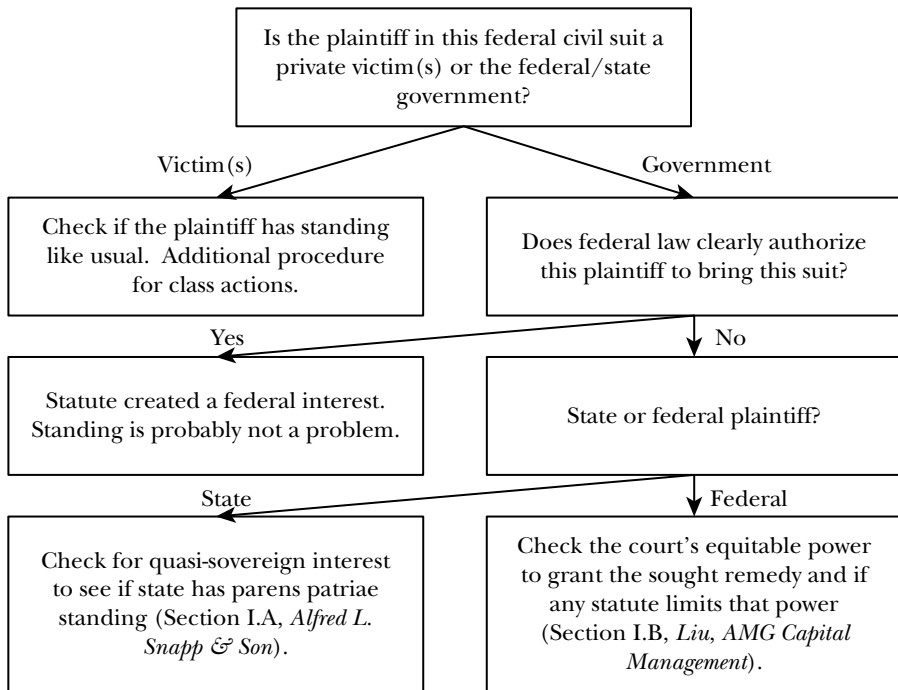 Is the plaintiff in this federal civil suit a
private victim(s) or the federal/state
government?
Victim(s)
Government
Check if the plaintiff has standing
like usual.  Additional procedure
for class actions.
Does federal law clearly authorize
this plaintiff to bring this suit?
Yes
No
Statute created a federal interest.
Standing is probably not a problem.
State or federal plaintiff?
State
Federal
Check for quasi-sovereign interest
to see if state has parens patriae
standing (Section I.A, Alfred L.
Snapp & Son).
Check the court’s equitable power
to grant the sought remedy and if
any statute limits that power
(Section I.B, Liu, AMG Capital
Management).